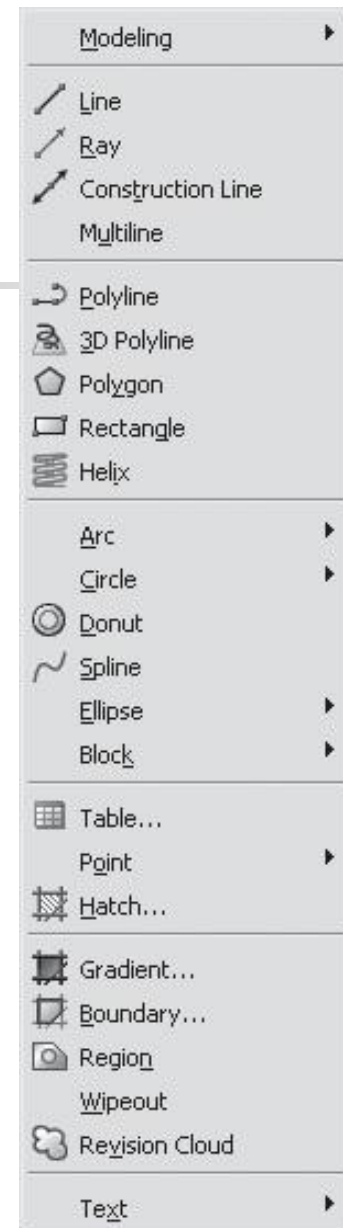 Modeling
Line
Ray
Construction Line
Multiline
Polyline
3D Polyline
Polygon
Rectangle
Helix
Arc
Circle
Donut
Spline
Ellipse
Block
Table...
Point
Hatch...
Gradient...
Boundary...
Region
Wipeout
Revision Cloud
Text